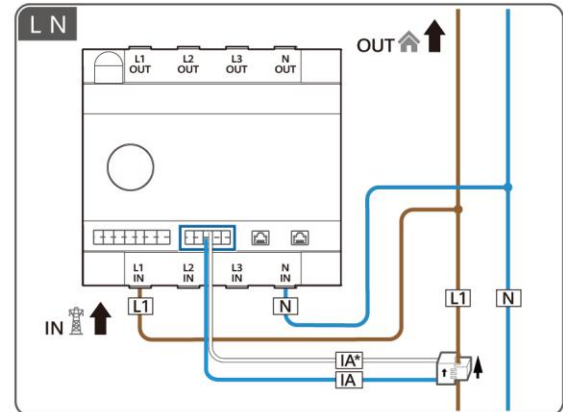 L N
OUT
L1 OUT
L2 OUT
L3 OUT
N OUT
L1 IN
L2 IN
L3 IN
N IN
L1
N
L1
N
IN
IA*
IA